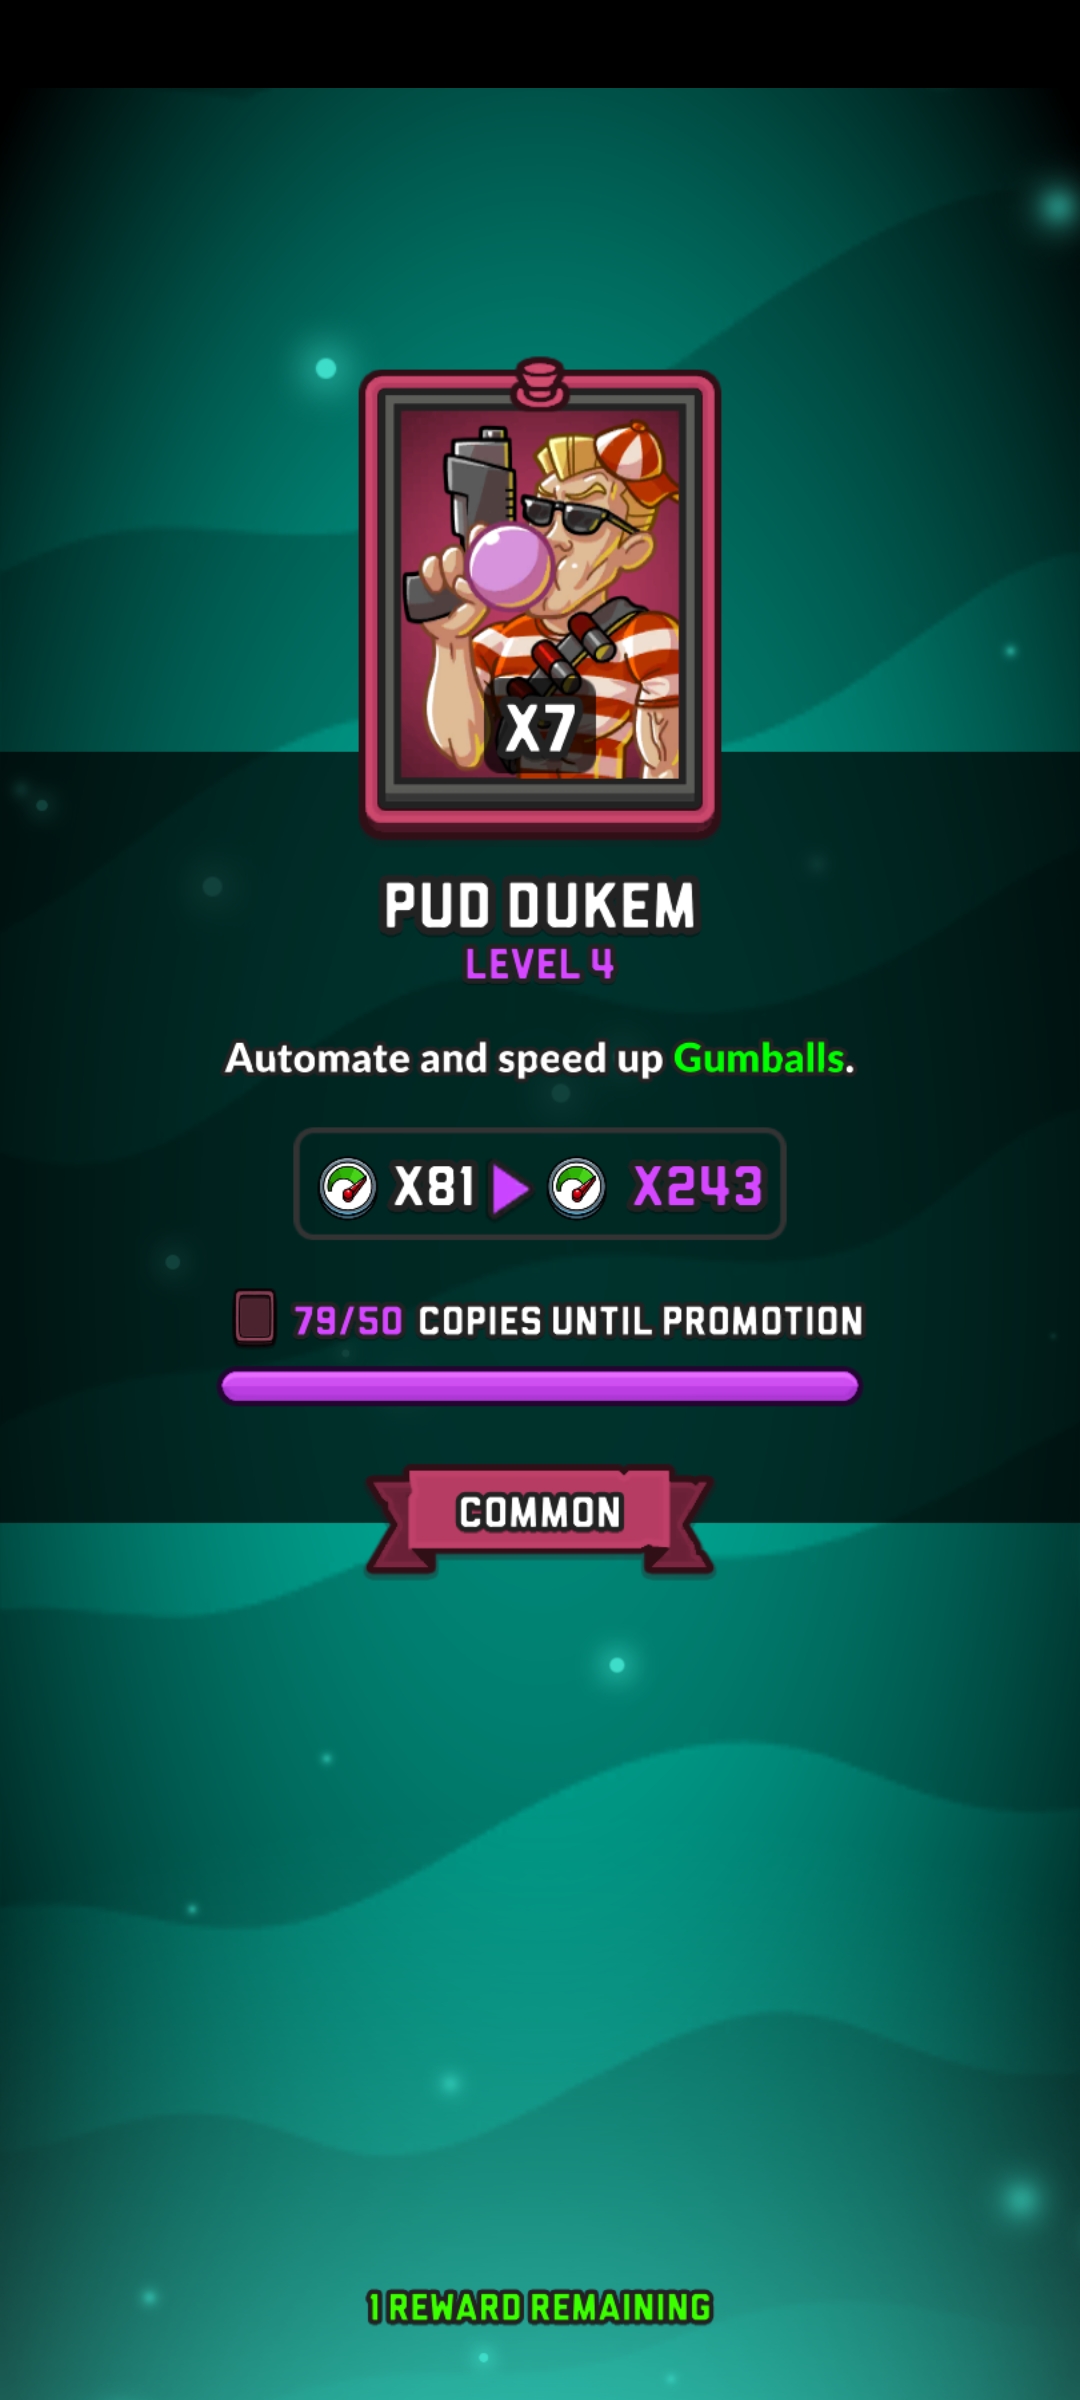 X7
PUD DUKEM
LEVEL 4
Automate and speed up Gumballs.
X81 X243
79/50 COPIES UNTIL PROMOTION
COMMON
1 REWARD REMAINING